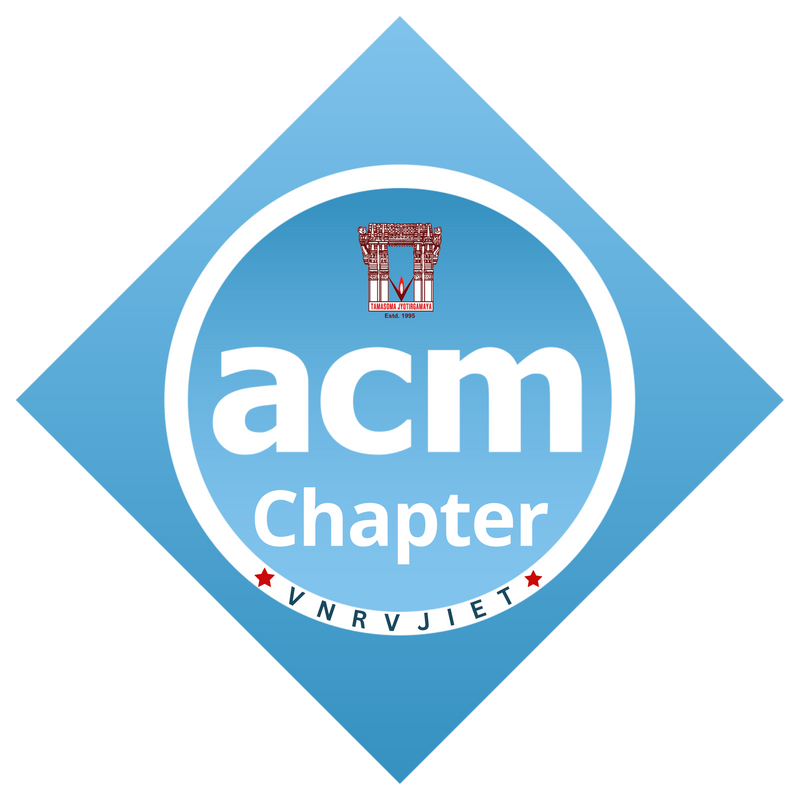 TAMASOMA JYOTIRGAMAYA
Estd. 1995
acm
Chapter
VNRVJIET